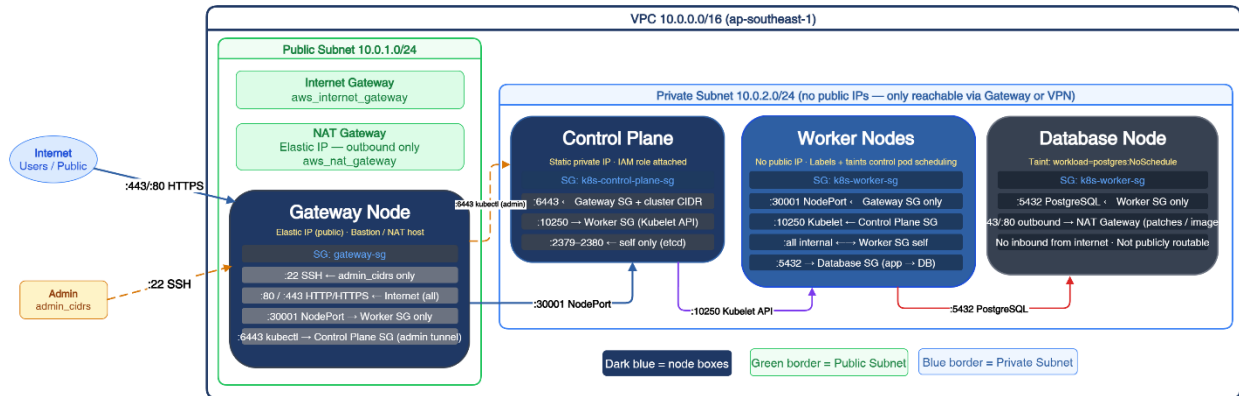 VPC 10.0.0.0/16 (ap-southeast-1)
Public Subnet 10.0.1.0/24
Internet Gateway
aws_internet_gateway
NAT Gateway
Elastic IP — outbound only
aws_nat_gateway
Internet
Users / Public
:443/:80 HTTPS
Admin
admin_cidrs
:22 SSH
Gateway Node
Elastic IP (public) · Bastion / NAT host
SG: gateway-sg
:22 SSH ← admin_cidrs only
:80 / :443 HTTP/HTTPS ← Internet (all)
:30001 NodePort → Worker SG only
:6443 kubectl → Control Plane SG (admin tunnel)
:6443 kubectl (admin)
:30001 NodePort
Private Subnet 10.0.2.0/24 (no public IPs — only reachable via Gateway or VPN)
Control Plane
Static private IP · IAM role attached
SG: k8s-control-plane-sg
:6443 ← Gateway SG + cluster CIDR
:10250 → Worker SG (Kubelet API)
:2379–2380 ← self only (etcd)
:10250 Kubelet API
Worker Nodes
No public IP · Labels + taints control pod scheduling
SG: k8s-worker-sg
:30001 NodePort ← Gateway SG only
:10250 Kubelet ← Control Plane SG
:all internal ←→ Worker SG self
:5432 → Database SG (app → DB)
:5432 PostgreSQL
Database Node
Taint: workload=postgres:NoSchedule
SG: k8s-worker-sg
:5432 PostgreSQL ← Worker SG only
43/:80 outbound → NAT Gateway (patches / image
No inbound from internet · Not publicly routable
Dark blue = node boxes
Green border = Public Subnet
Blue border = Private Subnet